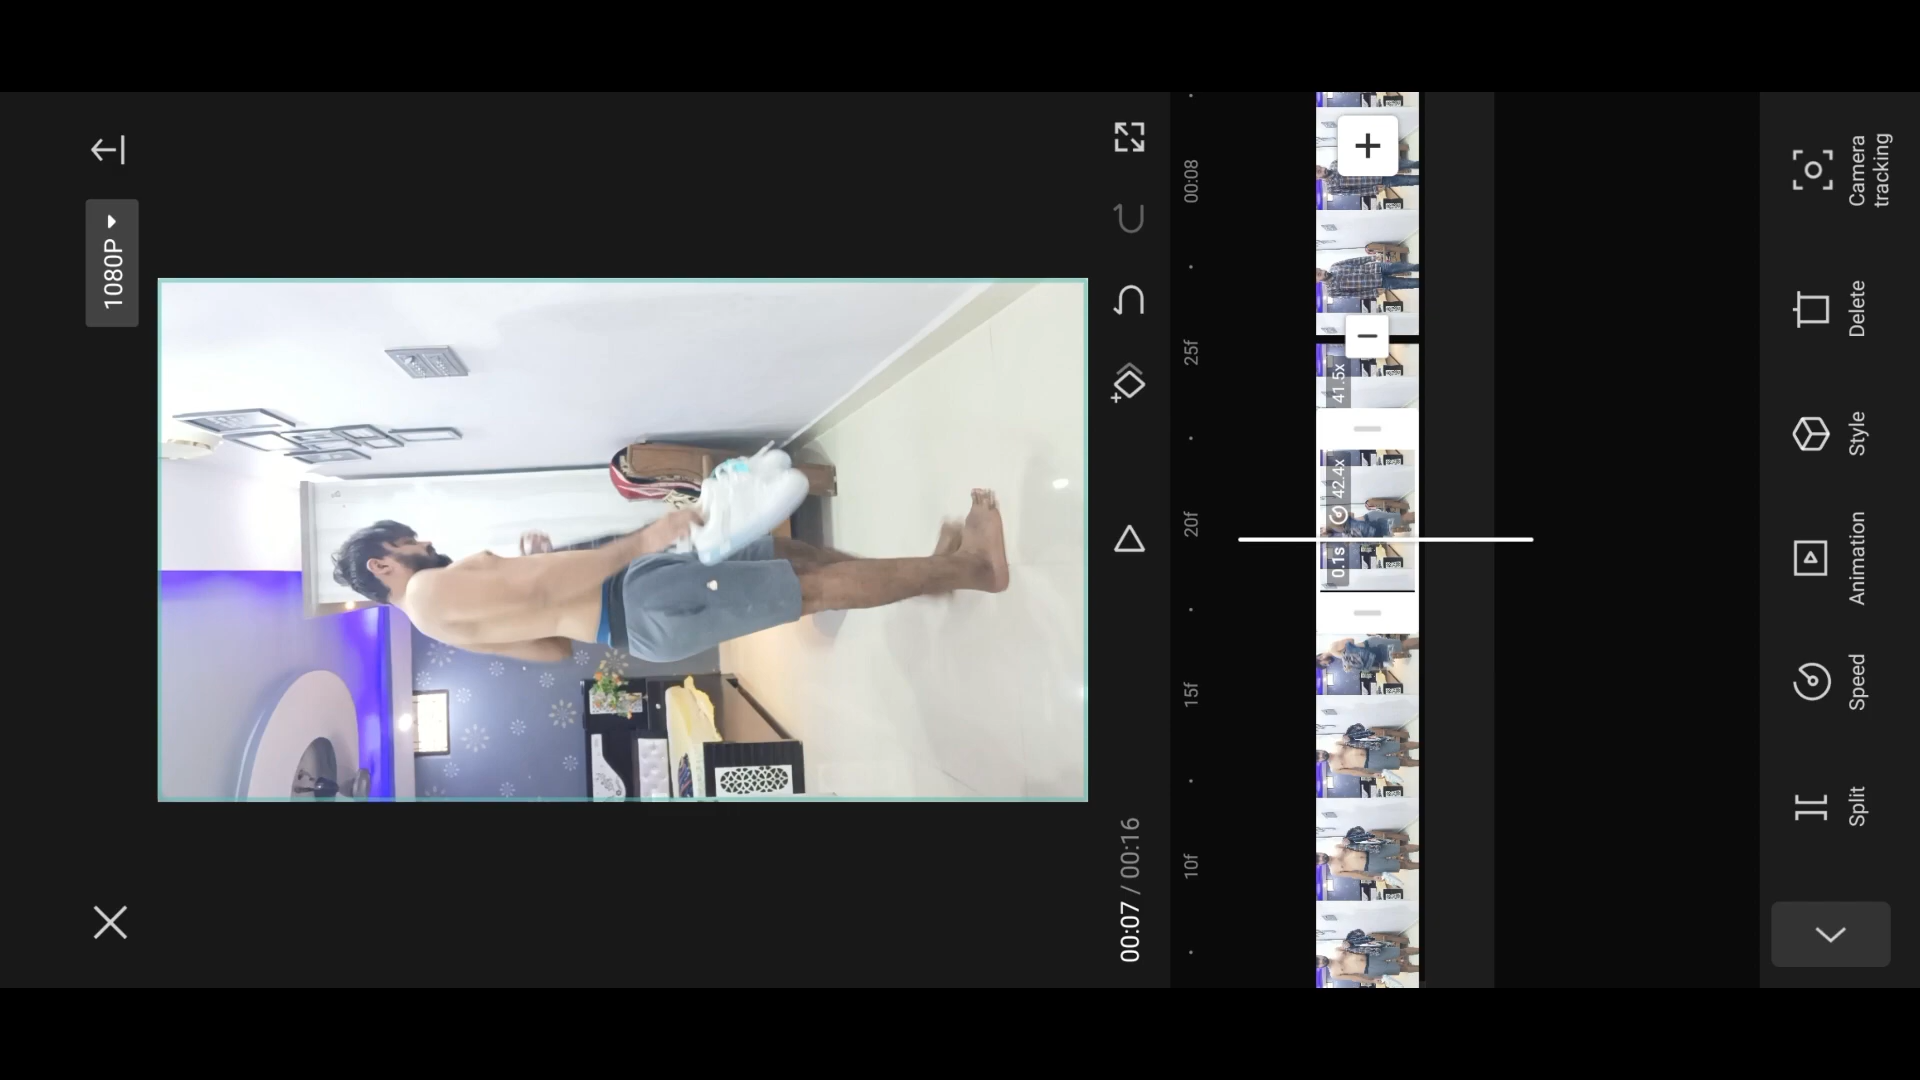 1080P
00:07 / 00:16
10f
15f
20f
25f
00:08
0.1s
42.4x
41.5x
Split
Speed
Animation
Style
Delete
Camera
tracking